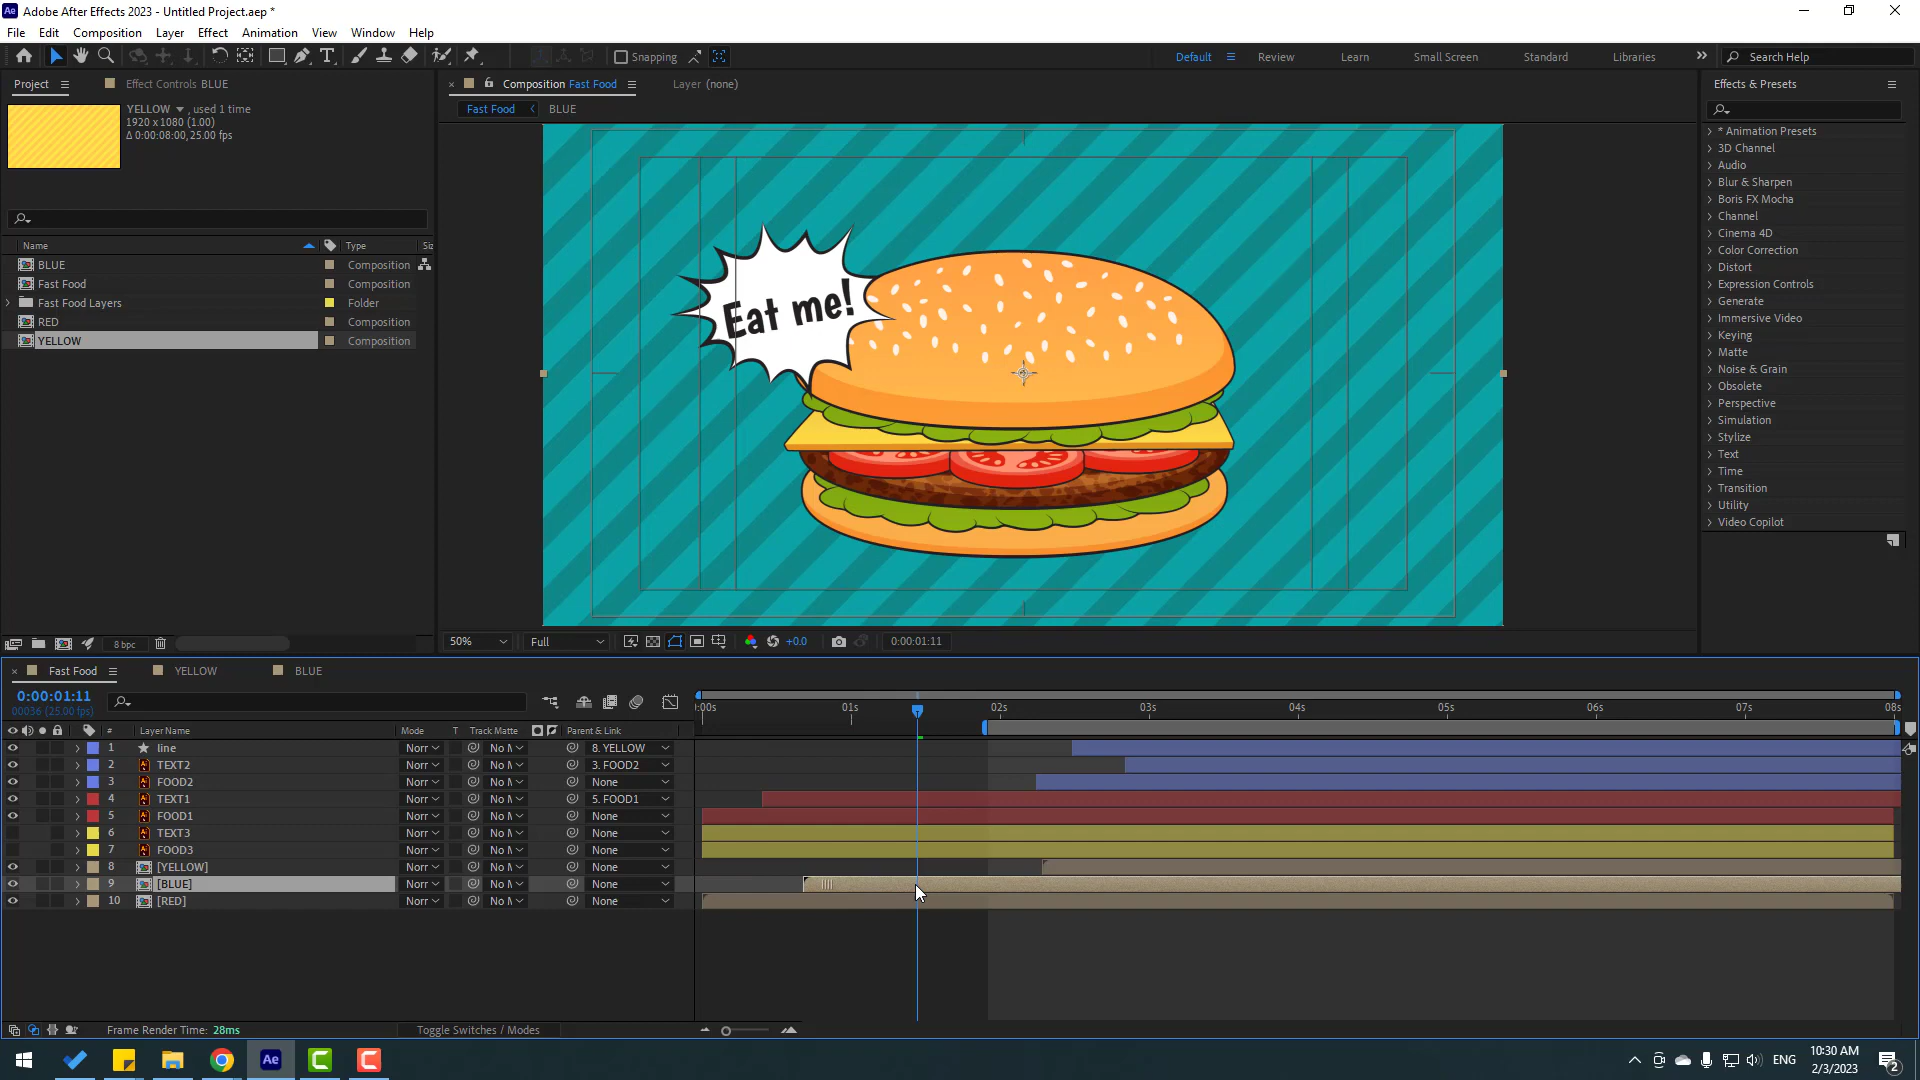 Adobe After Effects 2023 - Untitled Project.aep *
File Edit Composition Layer Effect Animation View Window Help
Snapping
Default Review Learn Small Screen Standard Libraries
Search Help
Project Effect Controls BLUE
Composition Fast Food Layer (none)
Effects & Presets
YELLOW , used 1 time
1920 x 1080 (1.00)
Δ 0:00:08:00, 25.00 fps
Fast Food BLUE
Name Type Siz
BLUE Composition
Fast Food Composition
Fast Food Layers Folder
RED Composition
YELLOW Composition
Eat me!
* Animation Presets
3D Channel
Audio
Blur & Sharpen
Boris FX Mocha
Channel
Cinema 4D
Color Correction
Distort
Expression Controls
Generate
Immersive Video
Keying
Matte
Noise & Grain
Obsolete
Perspective
Simulation
Stylize
Text
Time
Transition
Utility
Video Copilot
8 bpc
50% Full +0.0 0:00:01:11
Fast Food YELLOW BLUE
0:00:01:11
00036 (25.00 fps)
:00s 01s 02s 03s 04s 05s 06s 07s 08s
# Layer Name Mode T Track Matte Parent & Link
1 line Norr No M 8. YELLOW
2 TEXT2 Norr No M 3. FOOD2
3 FOOD2 Norr No M None
4 TEXT1 Norr No M 5. FOOD1
5 FOOD1 Norr No M None
6 TEXT3 Norr No M None
7 FOOD3 Norr No M None
8 [YELLOW] Norr No M None
9 [BLUE] Norr No M None
10 [RED] Norr No M None
Frame Render Time: 28ms Toggle Switches / Modes
Ae
ENG
10:30 AM
2/3/2023
2